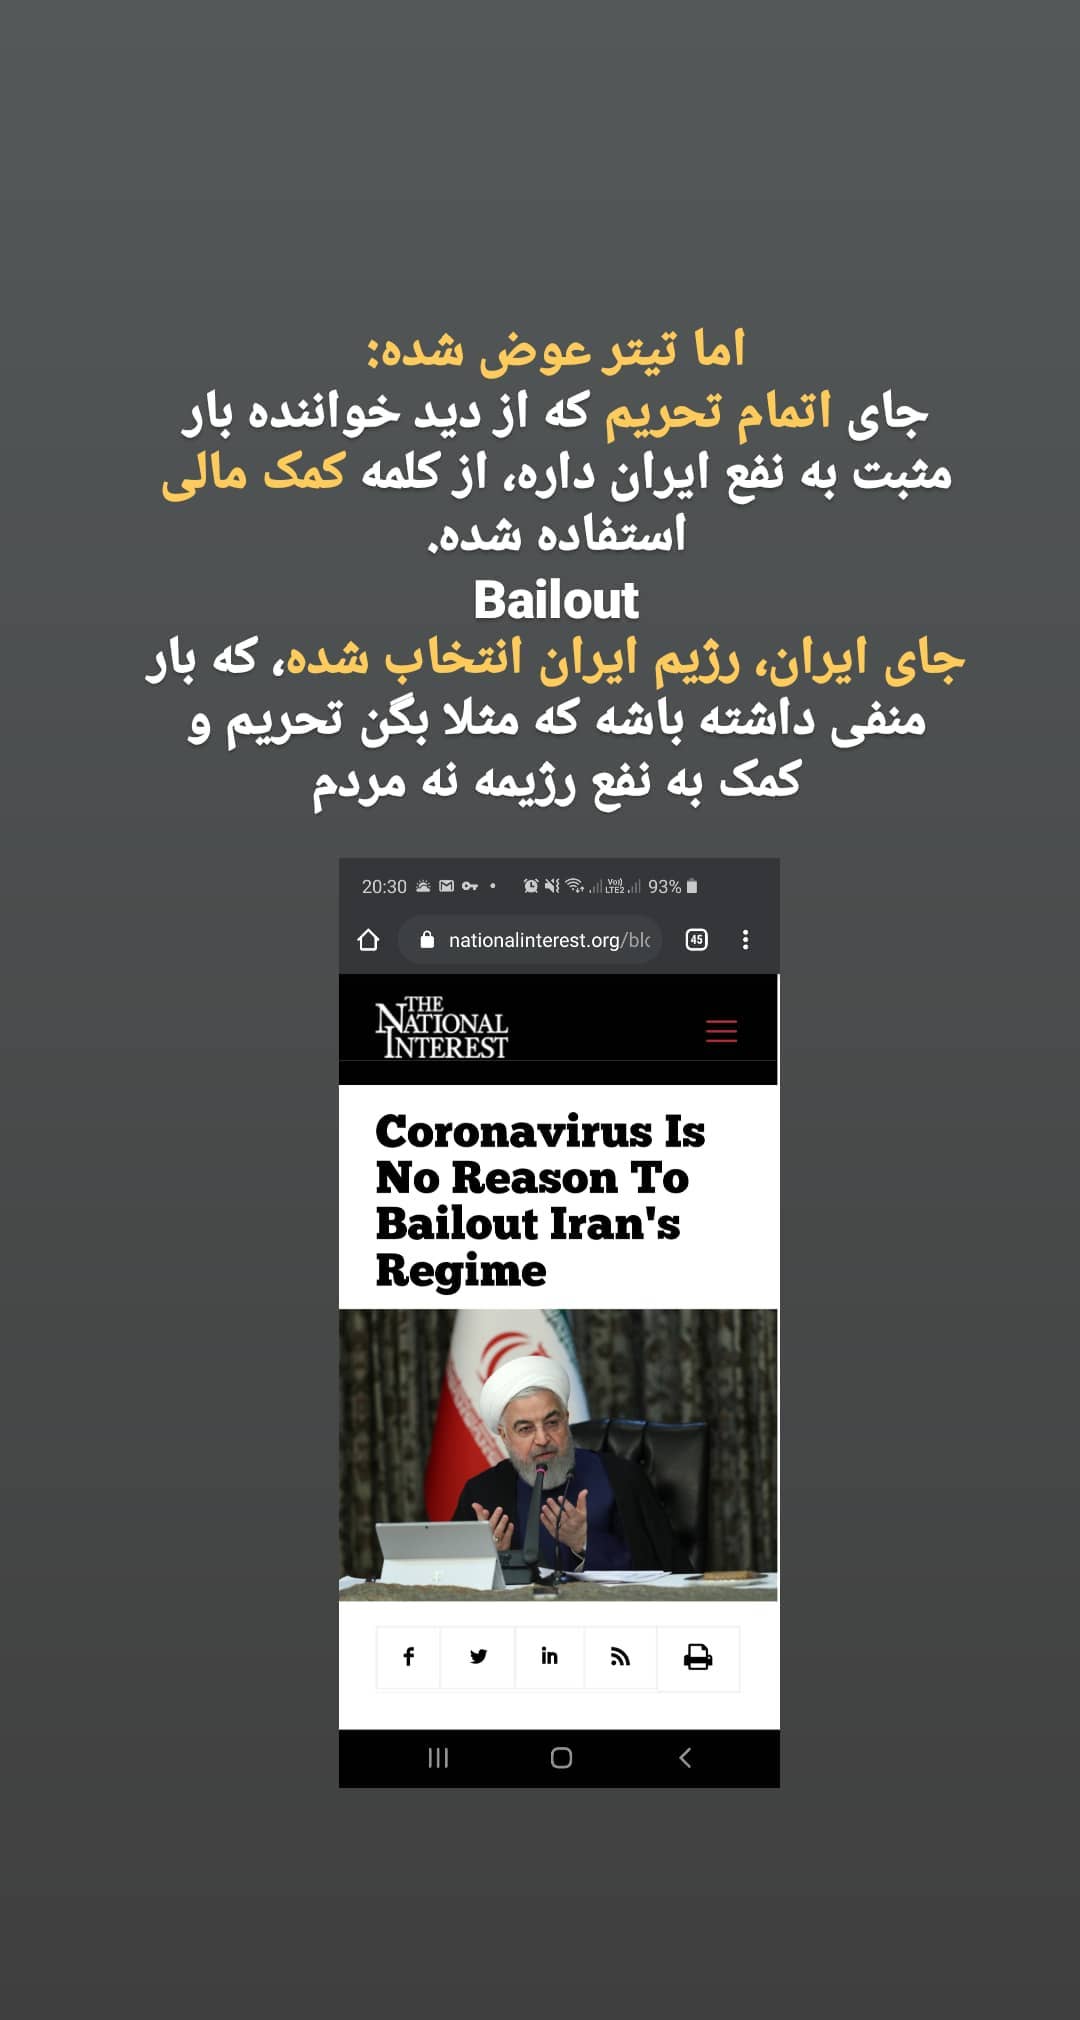 اما تیتر عوض شده:
جای اتمام تحریم که از دید خواننده بار
مثبت به نفع ایران داره، از کلمه کمک مالی
استفاده شده.
Bailout
جای ایران، رژیم ایران انتخاب شده، که بار
منفی داشته باشه که مثلا بگن تحریم و
کمک به نفع رژیمه نه مردم
20:30 93%
nationalinterest.org/blo 45
THE
NATIONAL
INTEREST
Coronavirus Is
No Reason To
Bailout Iran's
Regime